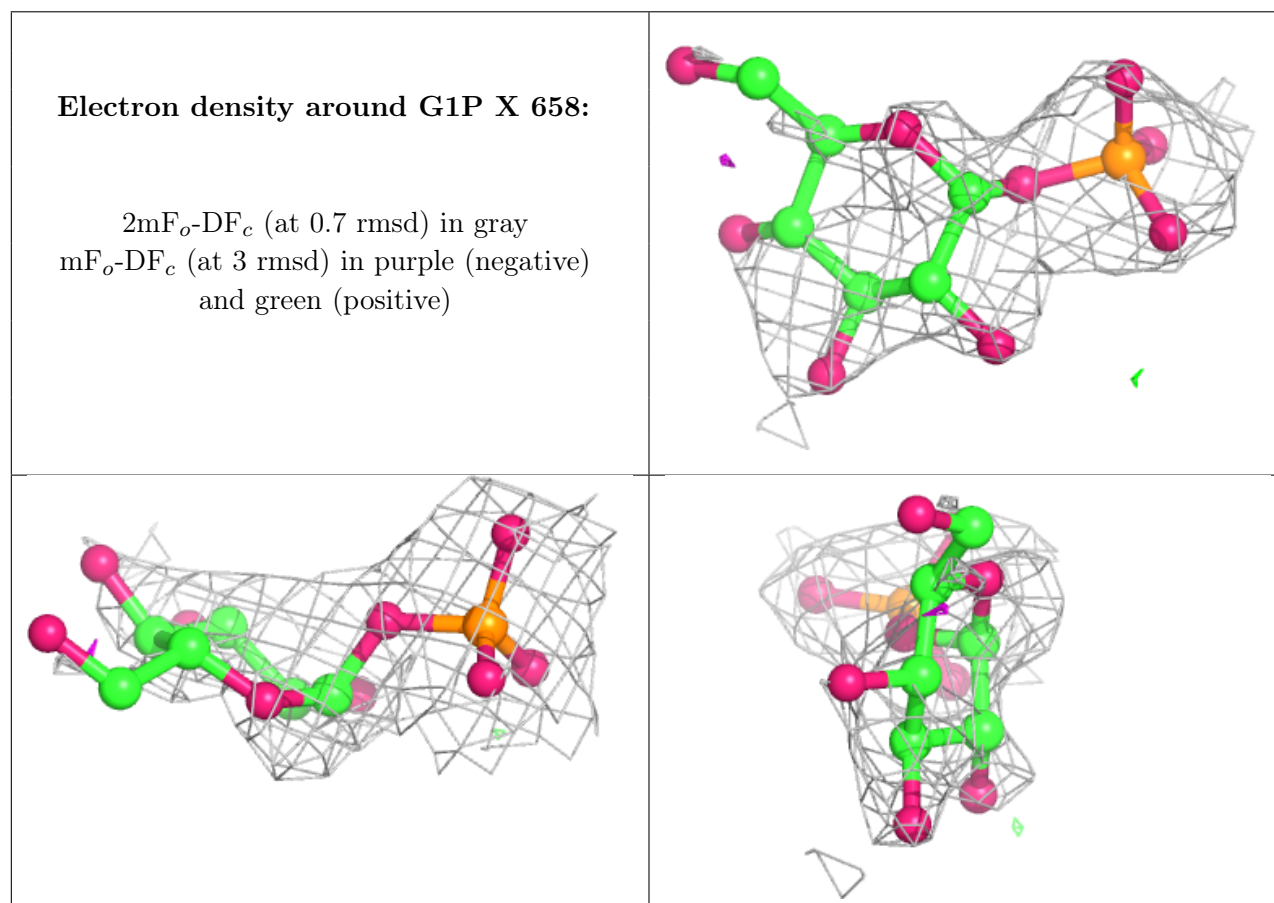 Electron density around G1P X 658:
2mFo-DFc (at 0.7 rmsd) in gray
mFo-DFc (at 3 rmsd) in purple (negative)
and green (positive)